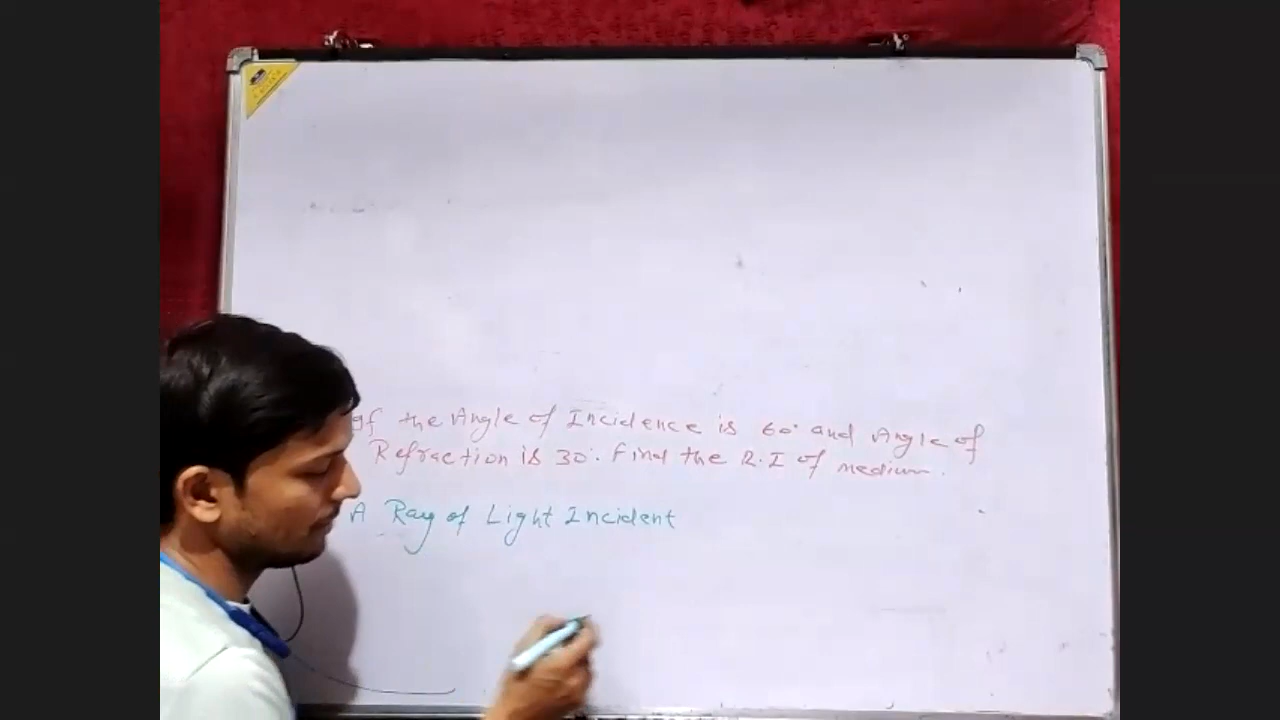 If the Angle of Incidence is 60° and Angle of
Refraction is 30°. Find the R.I of medium.
A Ray of Light Incident